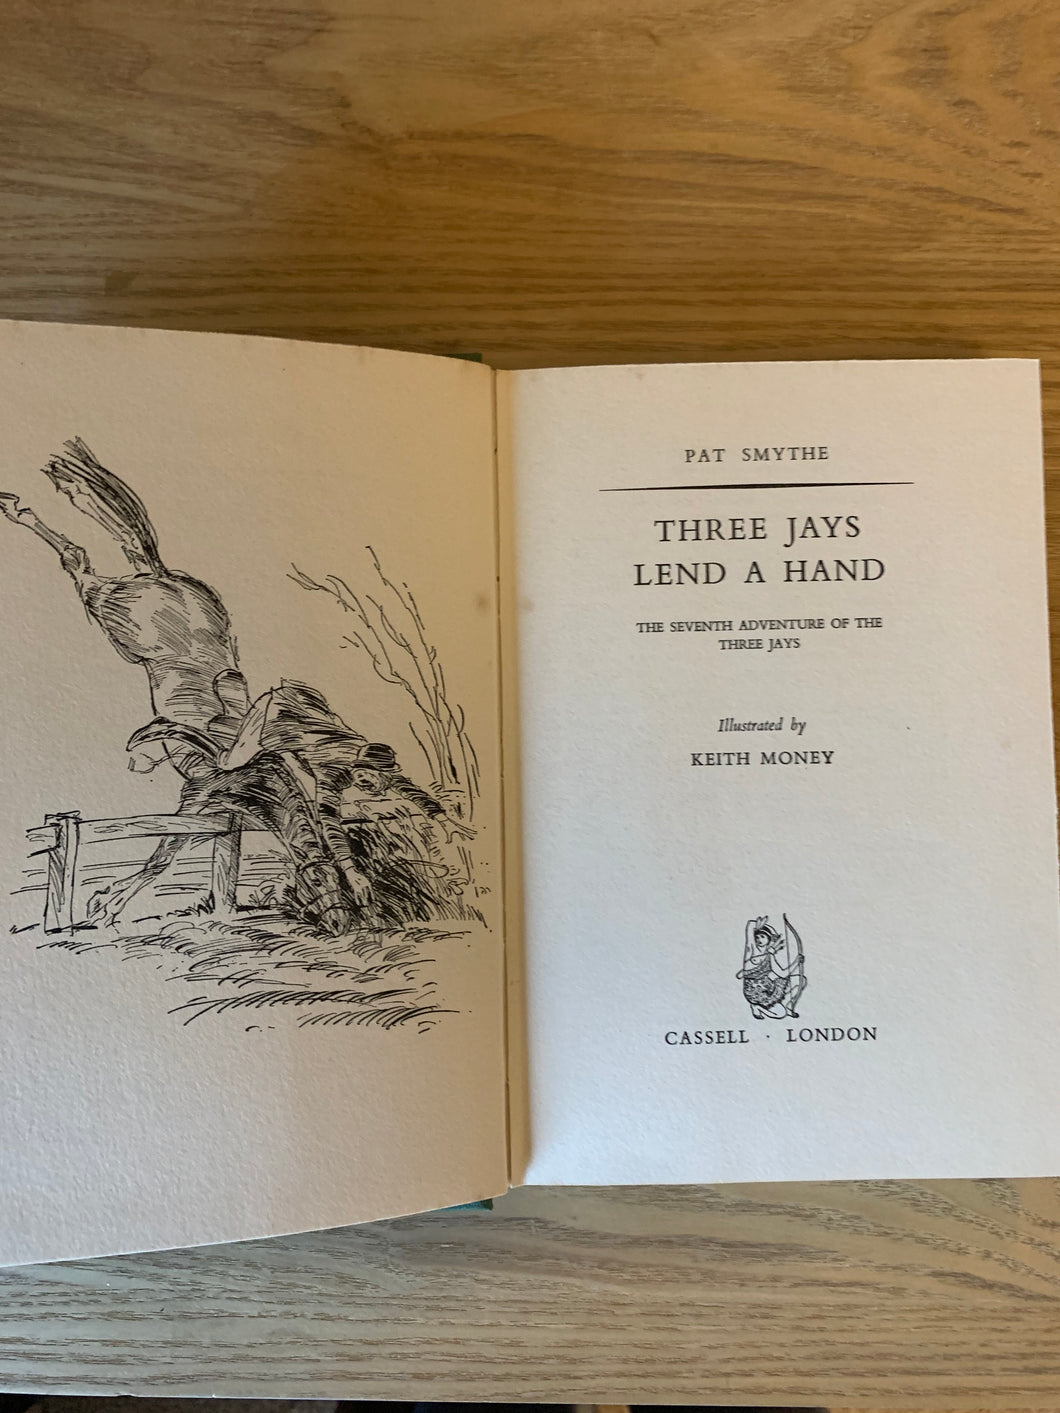 PAT SMYTHE
THREE JAYS
LEND A HAND
THE SEVENTH ADVENTURE OF THE
THREE JAYS
Illustrated by
KEITH MONEY
CASSELL · LONDON